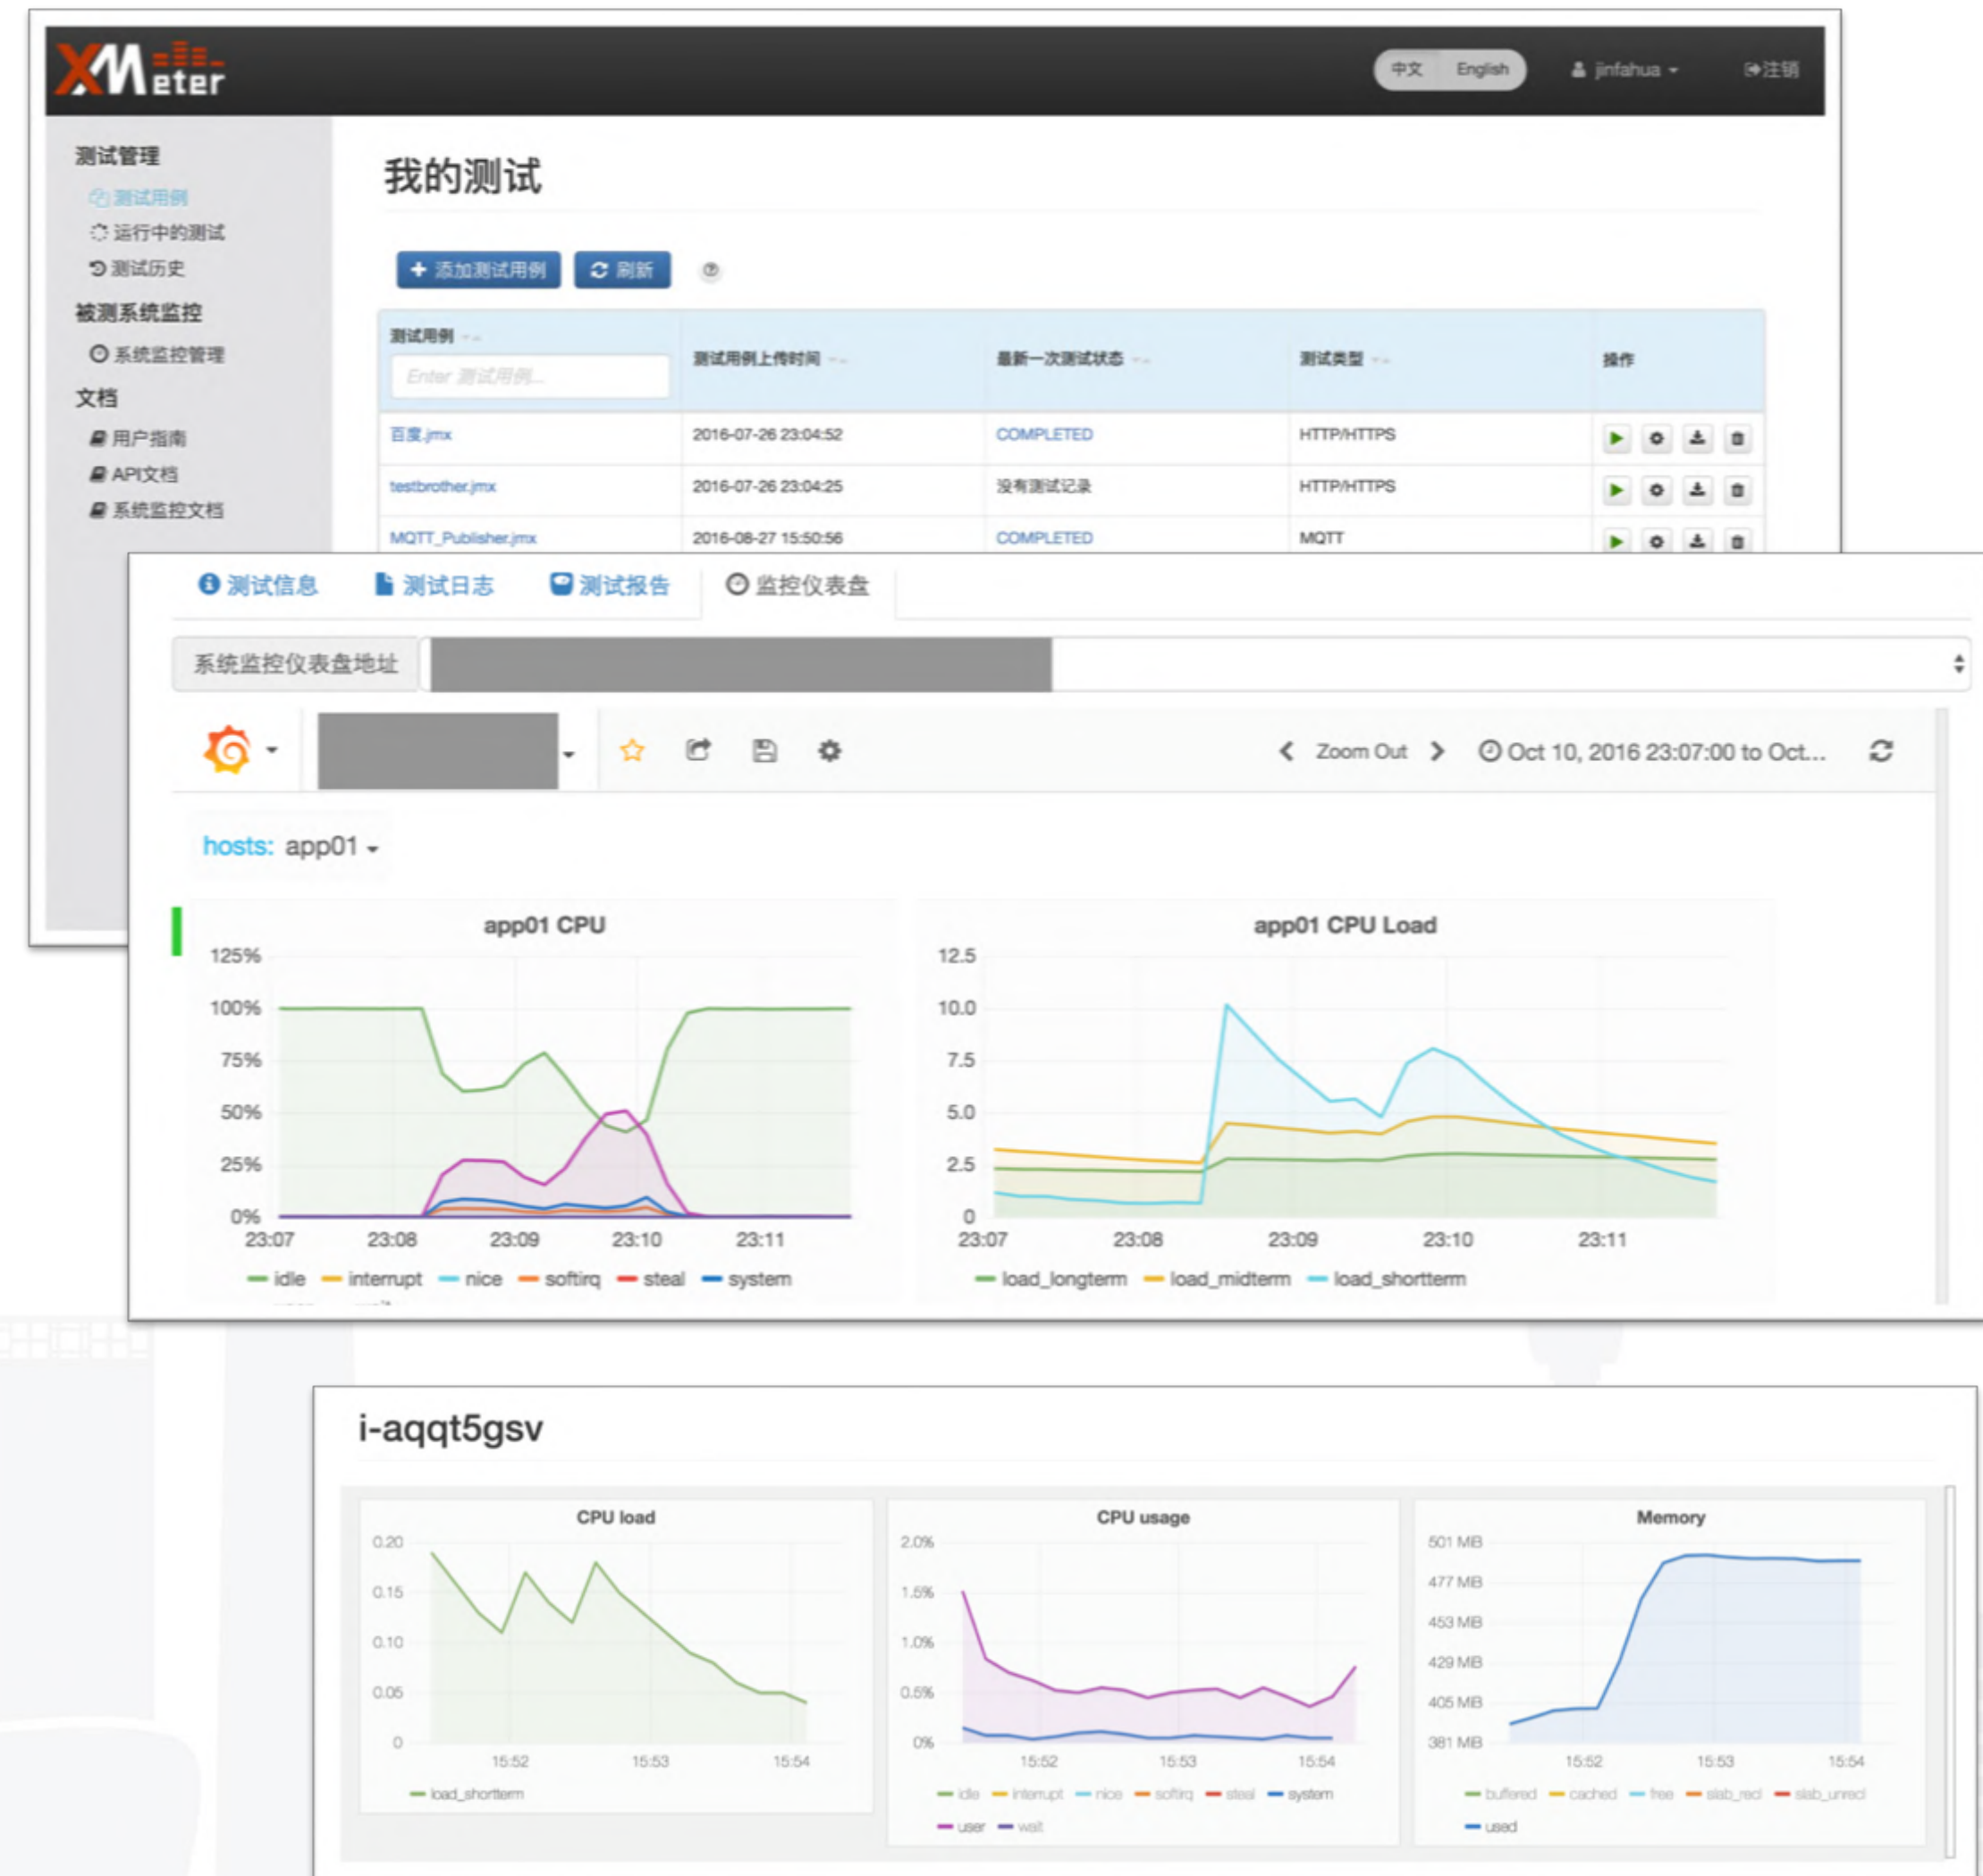 XMeter
中文 English jinfahua 注销
测试管理
测试用例
运行中的测试
测试历史
被测系统监控
系统监控管理
文档
用户指南
API文档
系统监控文档
我的测试
添加测试用例 刷新
测试用例 测试用例上传时间 最新一次测试状态 测试类型 操作
Enter 测试用例...
百度.jmx 2016-07-26 23:04:52 COMPLETED HTTP/HTTPS
testbrother.jmx 2016-07-26 23:04:25 没有测试记录 HTTP/HTTPS
MQTT_Publisher.jmx 2016-08-27 15:50:56 COMPLETED MQTT
测试信息 测试日志 测试报告 监控仪表盘
系统监控仪表盘地址
Zoom Out Oct 10, 2016 23:07:00 to Oct...
hosts: app01
app01 CPU
125%
100%
75%
50%
25%
0%
23:07 23:08 23:09 23:10 23:11
idle interrupt nice softirq steal system
app01 CPU Load
12.5
10.0
7.5
5.0
2.5
0
23:07 23:08 23:09 23:10 23:11
load_longterm load_midterm load_shortterm
i-aqqt5gsv
CPU load
0.20
0.15
0.10
0.05
0
15:52 15:53 15:54
load_shortterm
CPU usage
2.0%
1.5%
1.0%
0.5%
0%
15:52 15:53 15:54
idle interrupt nice softirq steal system
user wait
Memory
501 MB
477 MB
453 MB
429 MB
405 MB
381 MB
15:52 15:53 15:54
buffered cached free slab_recl slab_unrecl
used